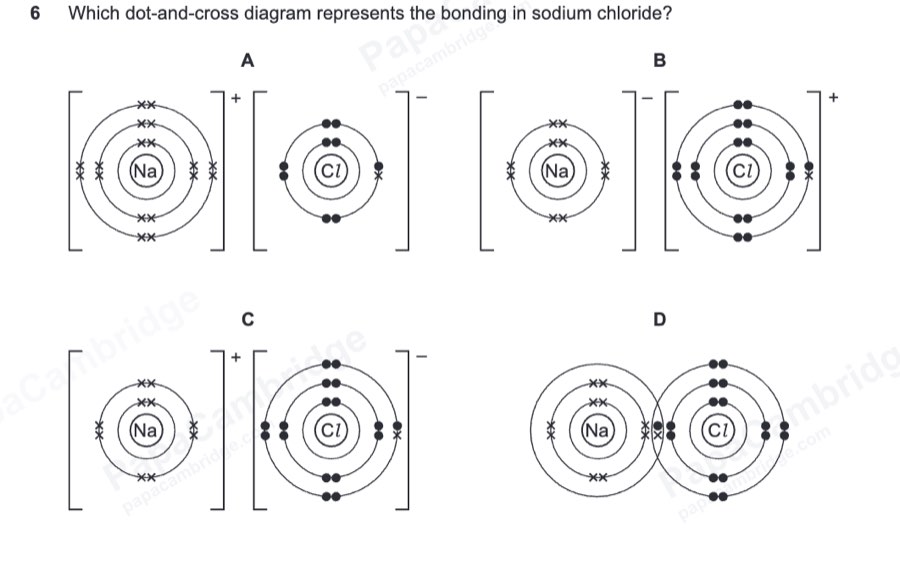 6 Which dot-and-cross diagram represents the bonding in sodium chloride?
A
B
Na
+
Cl
–
Na
–
Cl
+
C
D
Na
+
Cl
–
Na
Cl